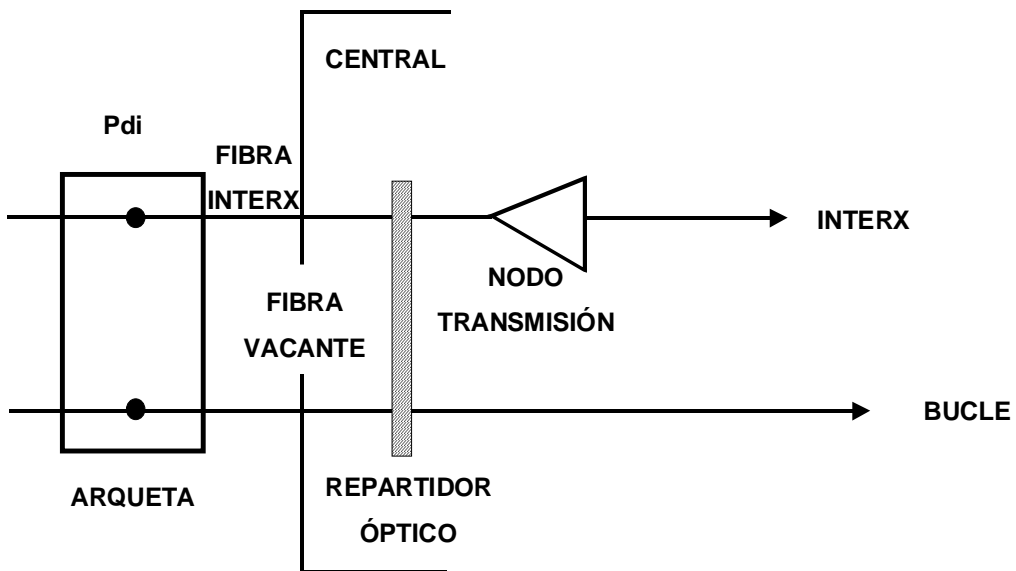 CENTRAL
Pdi
FIBRA
INTERX
INTERX
NODO
TRANSMISIÓN
FIBRA
VACANTE
BUCLE
ARQUETA
REPARTIDOR
ÓPTICO